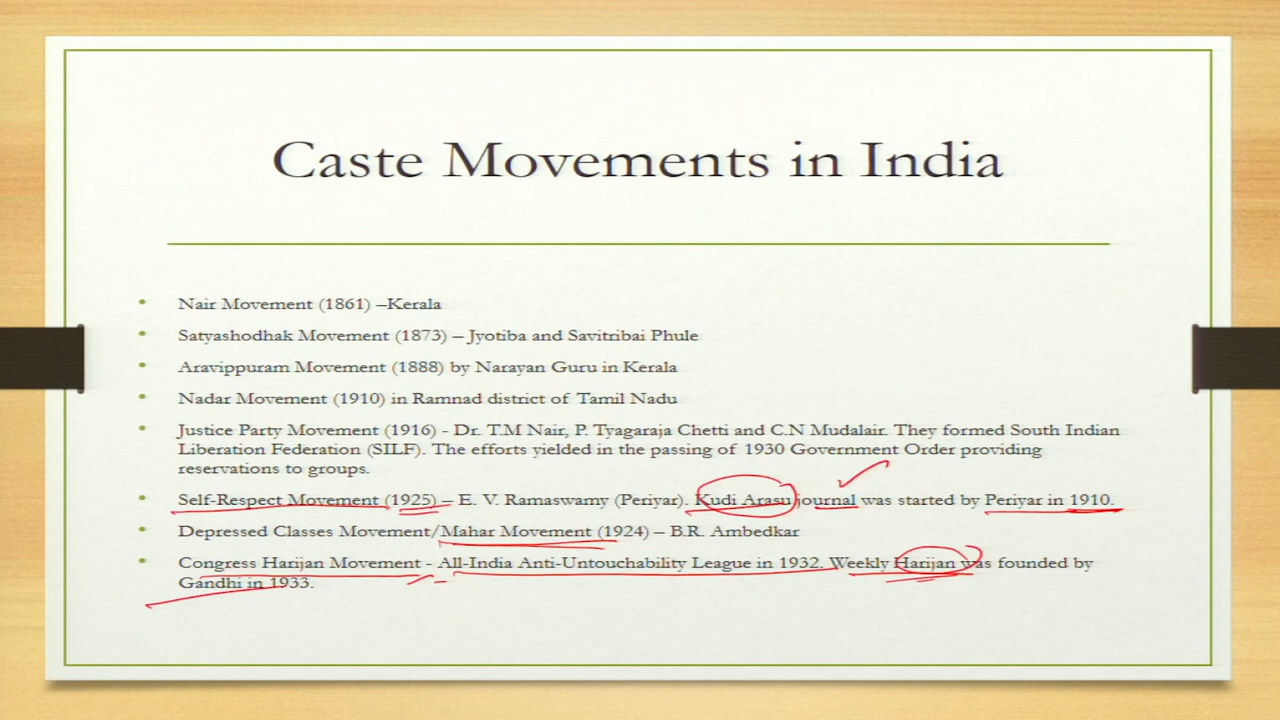 Caste Movements in India
• Nair Movement (1861) –Kerala
• Satyashodhak Movement (1873) – Jyotiba and Savitribai Phule
• Aravippuram Movement (1888) by Narayan Guru in Kerala
• Nadar Movement (1910) in Ramnad district of Tamil Nadu
• Justice Party Movement (1916) - Dr. T.M Nair, P. Tyagaraja Chetti and C.N Mudalair. They formed South Indian
Liberation Federation (SILF). The efforts yielded in the passing of 1930 Government Order providing
reservations to groups.
• Self-Respect Movement (1925) – E. V. Ramaswamy (Periyar). Kudi Arasu journal was started by Periyar in 1910.
• Depressed Classes Movement/Mahar Movement (1924) – B.R. Ambedkar
• Congress Harijan Movement - All-India Anti-Untouchability League in 1932. Weekly Harijan was founded by
Gandhi in 1933.